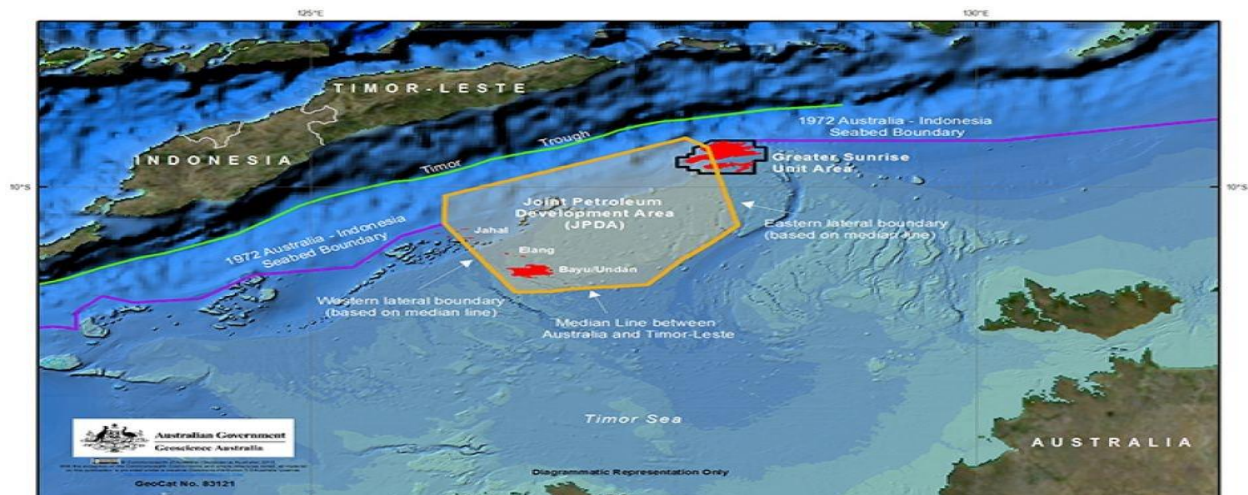 125°E
130°E
TIMOR-LESTE
INDONESIA
Timor
Trough
1972 Australia - Indonesia
Seabed Boundary
Greater Sunrise
Unit Area
10°S
10°S
Joint Petroleum
Development Area
(JPDA)
Jahal
Elang
Bayu/Undan
Eastern lateral boundary
(based on median line)
1972 Australia - Indonesia
Seabed Boundary
Western lateral boundary
(based on median line)
Median Line between
Australia and Timor-Leste
Timor Sea
AUSTRALIA
Australian Government
Geoscience Australia
GeoCat No. 83121
Diagrammatic Representation Only